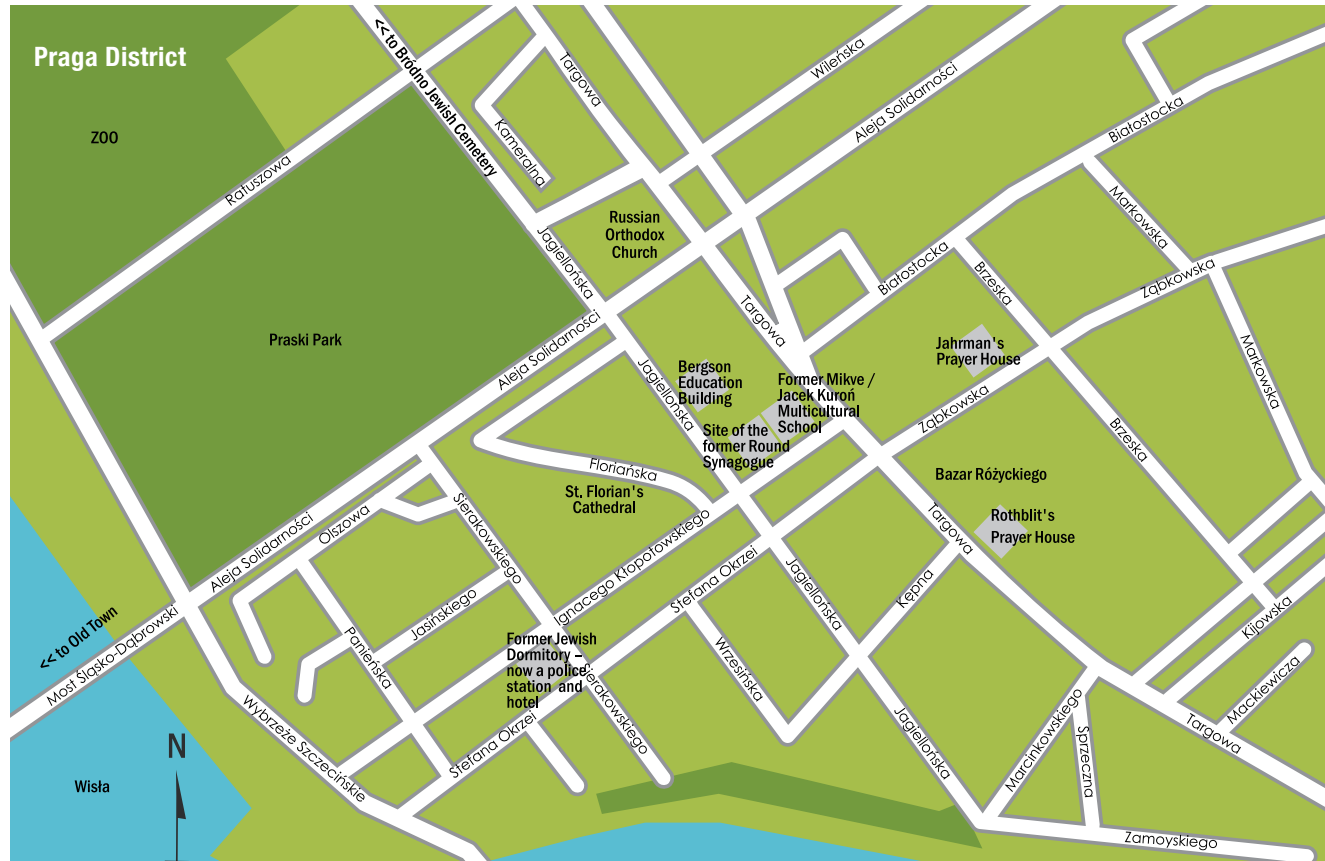 Praga District
<< to Bródno Jewish Cemetery
Targowa
Wileńska
Aleja Solidarności
Białostocka
ZOO
Kameralna
Ratuszowa
Markowska
Russian
Orthodox
Church
Jagiellońska
Białostocka
Brzeska
Ząbkowska
Targowa
Praski Park
Aleja Solidarności
Jahrman's
Prayer House
Markowska
Bergson
Education
Building
Jagiellońska
Former Mikve /
Jacek Kuroń
Multicultural
School
Ząbkowska
Brzeska
Site of the
former Round
Synagogue
Floriańska
St. Florian's
Cathedral
Bazar Różyckiego
Sierakowskiego
Olszowa
Aleja Solidarności
Ignacego Kłopotowskiego
Targowa
Rothblit's
Prayer House
Stefana Okrzei
Jagiellońska
Kępna
Jasińskiego
Kijowska
<< to Old Town
Most Śląsko-Dąbrowski
Panieńska
Former Jewish
Dormitory –
now a police
station and
hotel
Sierakowskiego
Wrzesińska
Mackiewicza
Wybrzeże Szczecińskie
Stefana Okrzei
Jagiellońska
Marcinkowskiego
Sprzeczna
Targowa
N
Wisła
Zamoyskiego